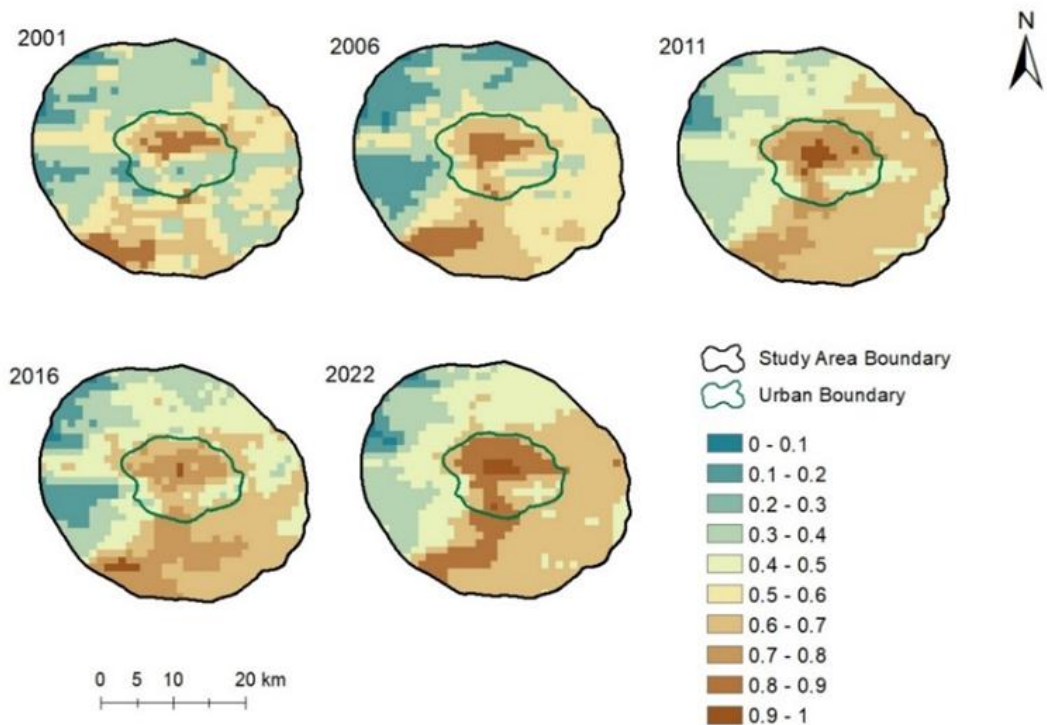 2001
2006
2011
N
2016
2022
Study Area Boundary
Urban Boundary
0 - 0.1
0.1 - 0.2
0.2 - 0.3
0.3 - 0.4
0.4 - 0.5
0.5 - 0.6
0.6 - 0.7
0.7 - 0.8
0.8 - 0.9
0.9 - 1
0 5 10 20 km